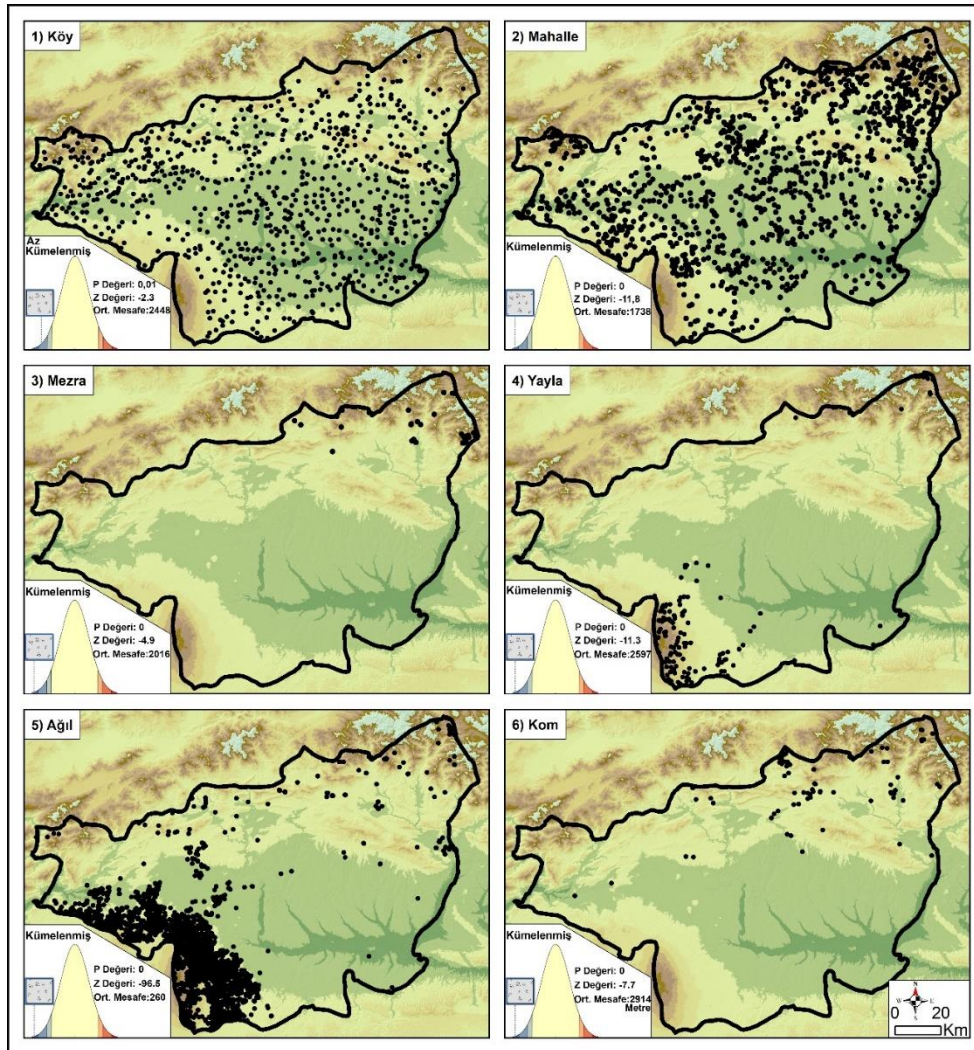 1) Köy
Az
Kümelenmiş
P Değeri: 0,01
Z Değeri: -2.3
Ort. Mesafe:2448
2) Mahalle
Kümelenmiş
P Değeri: 0
Z Değeri: -11,8
Ort. Mesafe:1738
3) Mezra
Kümelenmiş
P Değeri: 0
Z Değeri: -4.9
Ort. Mesafe:2016
4) Yayla
Kümelenmiş
P Değeri: 0
Z Değeri: -11.3
Ort. Mesafe:2597
5) Ağıl
Kümelenmiş
P Değeri: 0
Z Değeri: -96.5
Ort. Mesafe:260
6) Kom
Kümelenmiş
P Değeri: 0
Z Değeri: -7.7
Ort. Mesafe:2914
Metre
N
W E
S
0 20
Km